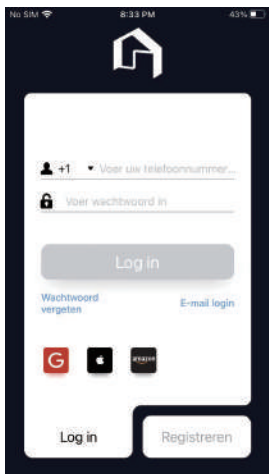 No SIM 8:33 PM 43%
+1 Voer uw telefoonnummer...
Voer wachtwoord in
Log in
Wachtwoord
vergeten
E-mail login
G
amazon
Log in Registreren